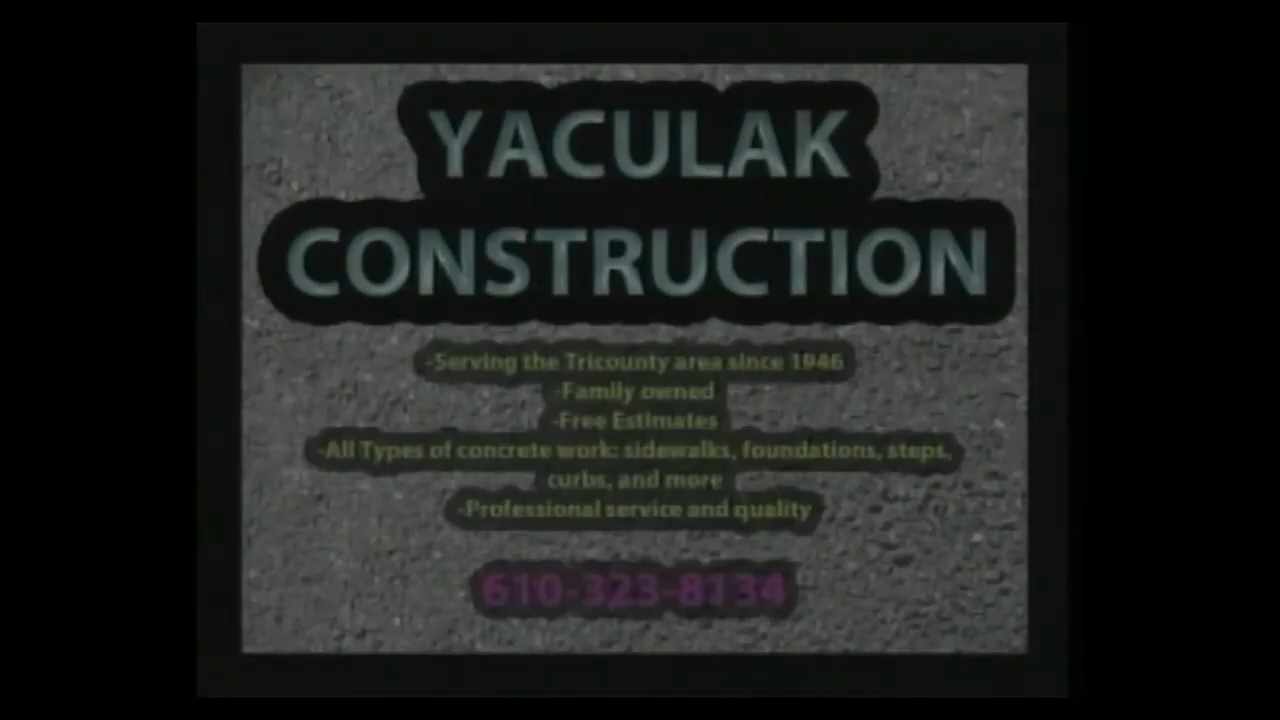 YACULAK
CONSTRUCTION
-Serving the Tricounty area since 1946
-Family owned
-Free Estimates
-All Types of concrete work: sidewalks, foundations, steps,
curbs, and more
-Professional service and quality
610-323-8134